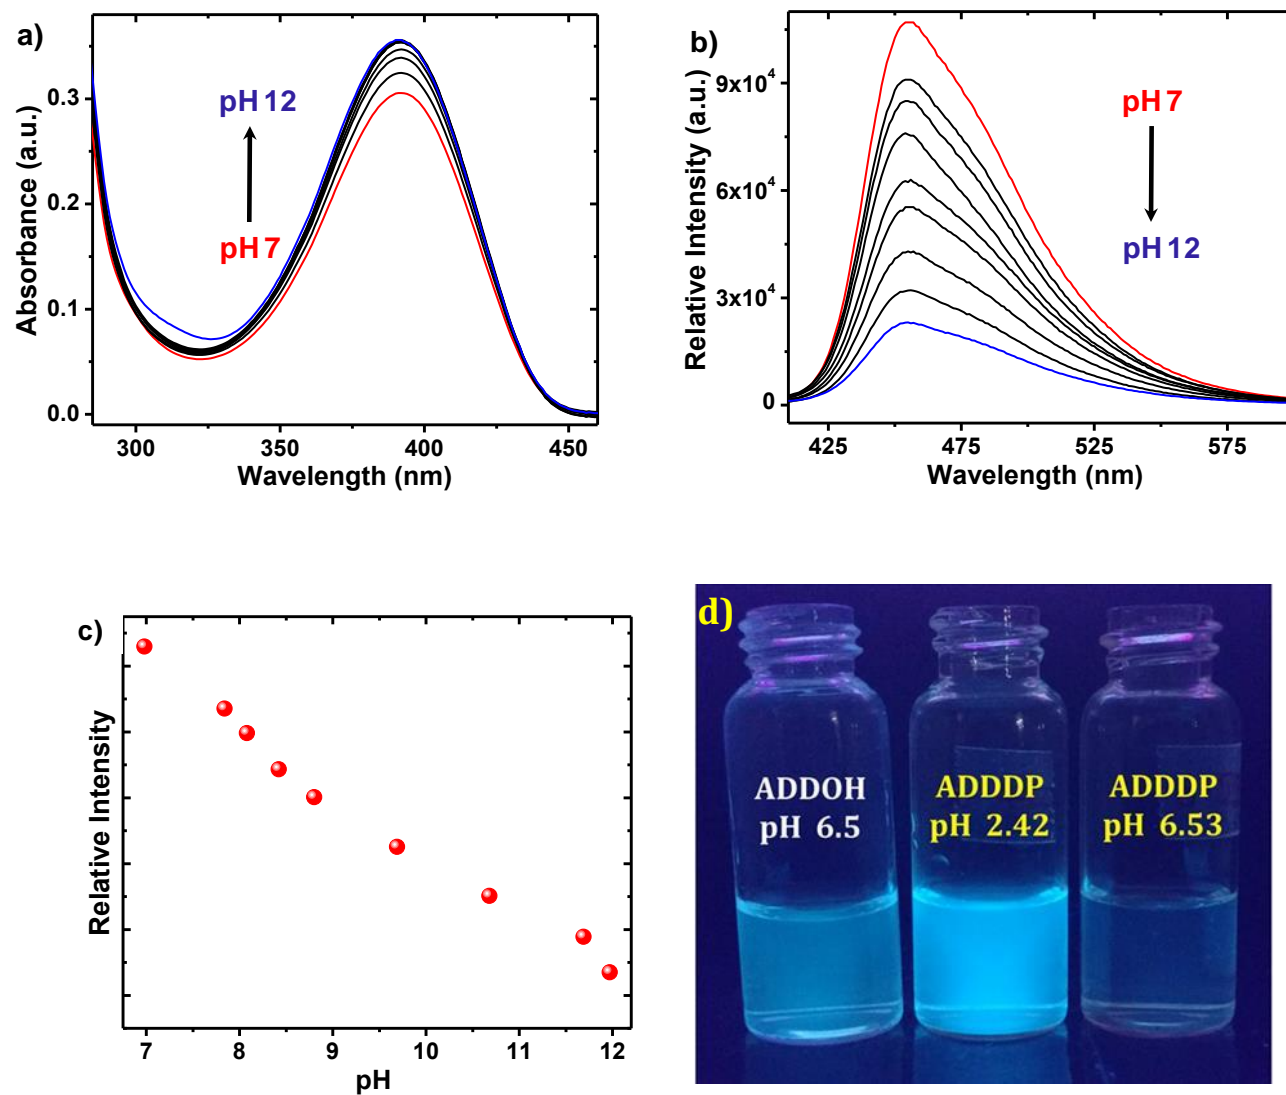 a)
pH 12
pH 7
0.3
0.2
0.1
0.0
Absorbance (a.u.)
300 350 400 450
Wavelength (nm)
b)
pH 7
pH 12
9x10⁴
6x10⁴
3x10⁴
0
Relative Intensity (a.u.)
425 475 525 575
Wavelength (nm)
c)
Relative Intensity
7 8 9 10 11 12
pH
d)
ADDOH
pH 6.5
ADDDP
pH 2.42
ADDDP
pH 6.53